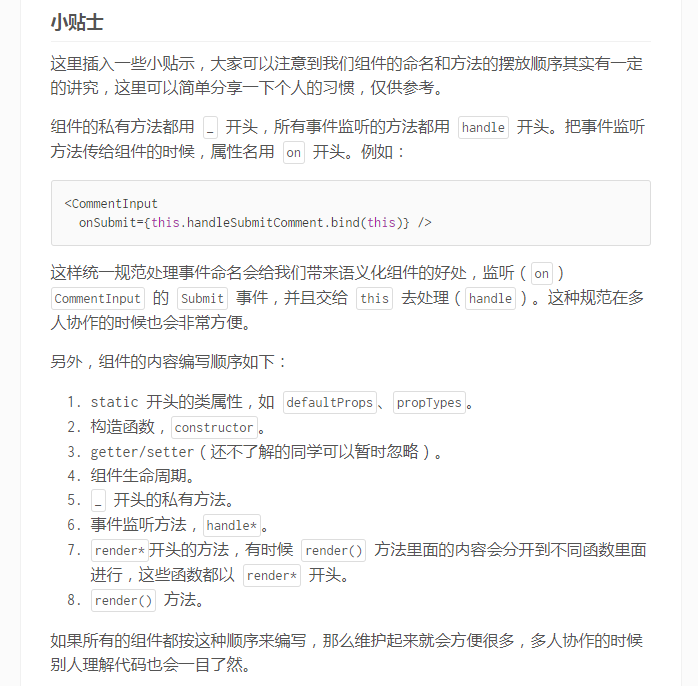 小贴士
这里插入一些小贴示，大家可以注意到我们组件的命名和方法的摆放顺序其实有一定
的讲究，这里可以简单分享一下个人的习惯，仅供参考。
组件的私有方法都用 _ 开头，所有事件监听的方法都用 handle 开头。把事件监听
方法传给组件的时候，属性名用 on 开头。例如：
<CommentInput
onSubmit={this.handleSubmitComment.bind(this)} />
这样统一规范处理事件命名会给我们带来语义化组件的好处，监听（on）
CommentInput 的 Submit 事件，并且交给 this 去处理（handle）。这种规范在多
人协作的时候也会非常方便。
另外，组件的内容编写顺序如下：
1. static 开头的类属性，如 defaultProps、propTypes。
2. 构造函数，constructor。
3. getter/setter（还不了解的同学可以暂时忽略）。
4. 组件生命周期。
5. _ 开头的私有方法。
6. 事件监听方法，handle*。
7. render*开头的方法，有时候 render() 方法里面的内容会分开到不同函数里面
进行，这些函数都以 render* 开头。
8. render() 方法。
如果所有的组件都按这种顺序来编写，那么维护起来就会方便很多，多人协作的时候
别人理解代码也会一目了然。